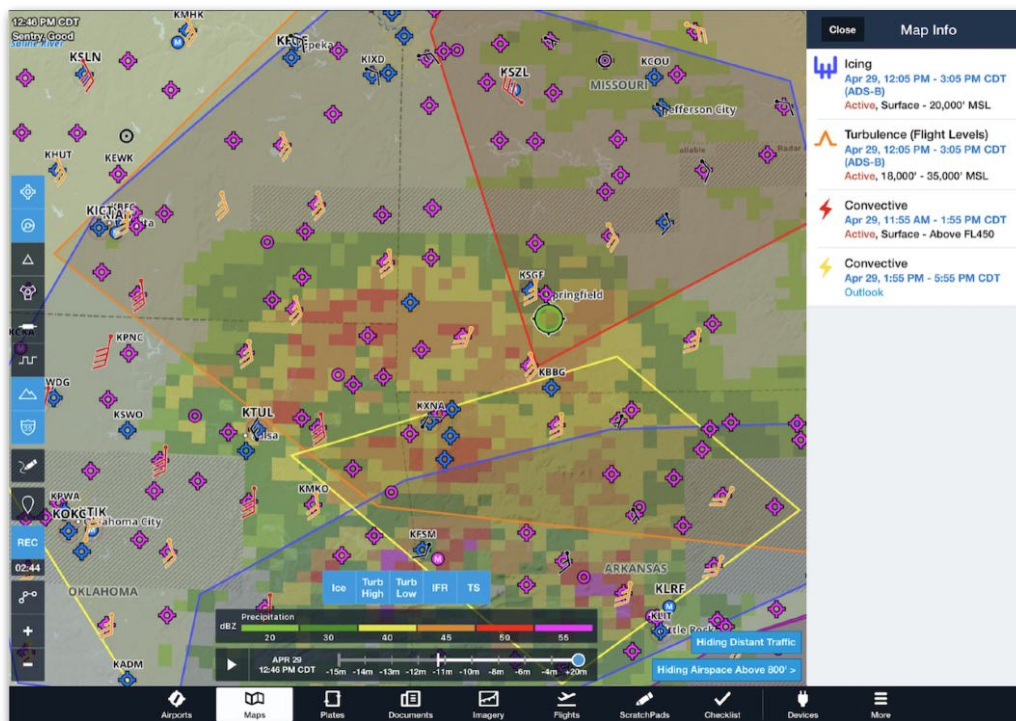 12:46 PM CDT
Sentry, Good
KMHK
KSLN
KIXD
KSZL
KCOU
MISSOURI
Jefferson City
KHUT
KEWK
KICT
KSGF
Springfield
KPNC
KBBG
KSWO
KTUL
KXNA
KMKO
KFSM
Oklahoma City
OKLAHOMA
ARKANSAS
KLRF
KLIT
KADM
REC
02:44
Ice
Turb High
Turb Low
IFR
TS
Precipitation
dBZ
20
30
40
45
50
55
APR 29
12:46 PM CDT
-15m
-14m
-13m
-12m
-11m
-10m
-8m
-6m
-4m
+20m
Hiding Distant Traffic
Hiding Airspace Above 800' >
Close
Map Info
Icing
Apr 29, 12:05 PM - 3:05 PM CDT
(ADS-B)
Active, Surface - 20,000' MSL
Turbulence (Flight Levels)
Apr 29, 12:05 PM - 3:05 PM CDT
(ADS-B)
Active, 18,000' - 35,000' MSL
Convective
Apr 29, 11:55 AM - 1:55 PM CDT
Active, Surface - Above FL450
Convective
Apr 29, 1:55 PM - 5:55 PM CDT
Outlook
Airports
Maps
Plates
Documents
Imagery
Flights
ScratchPads
Checklist
Devices
More